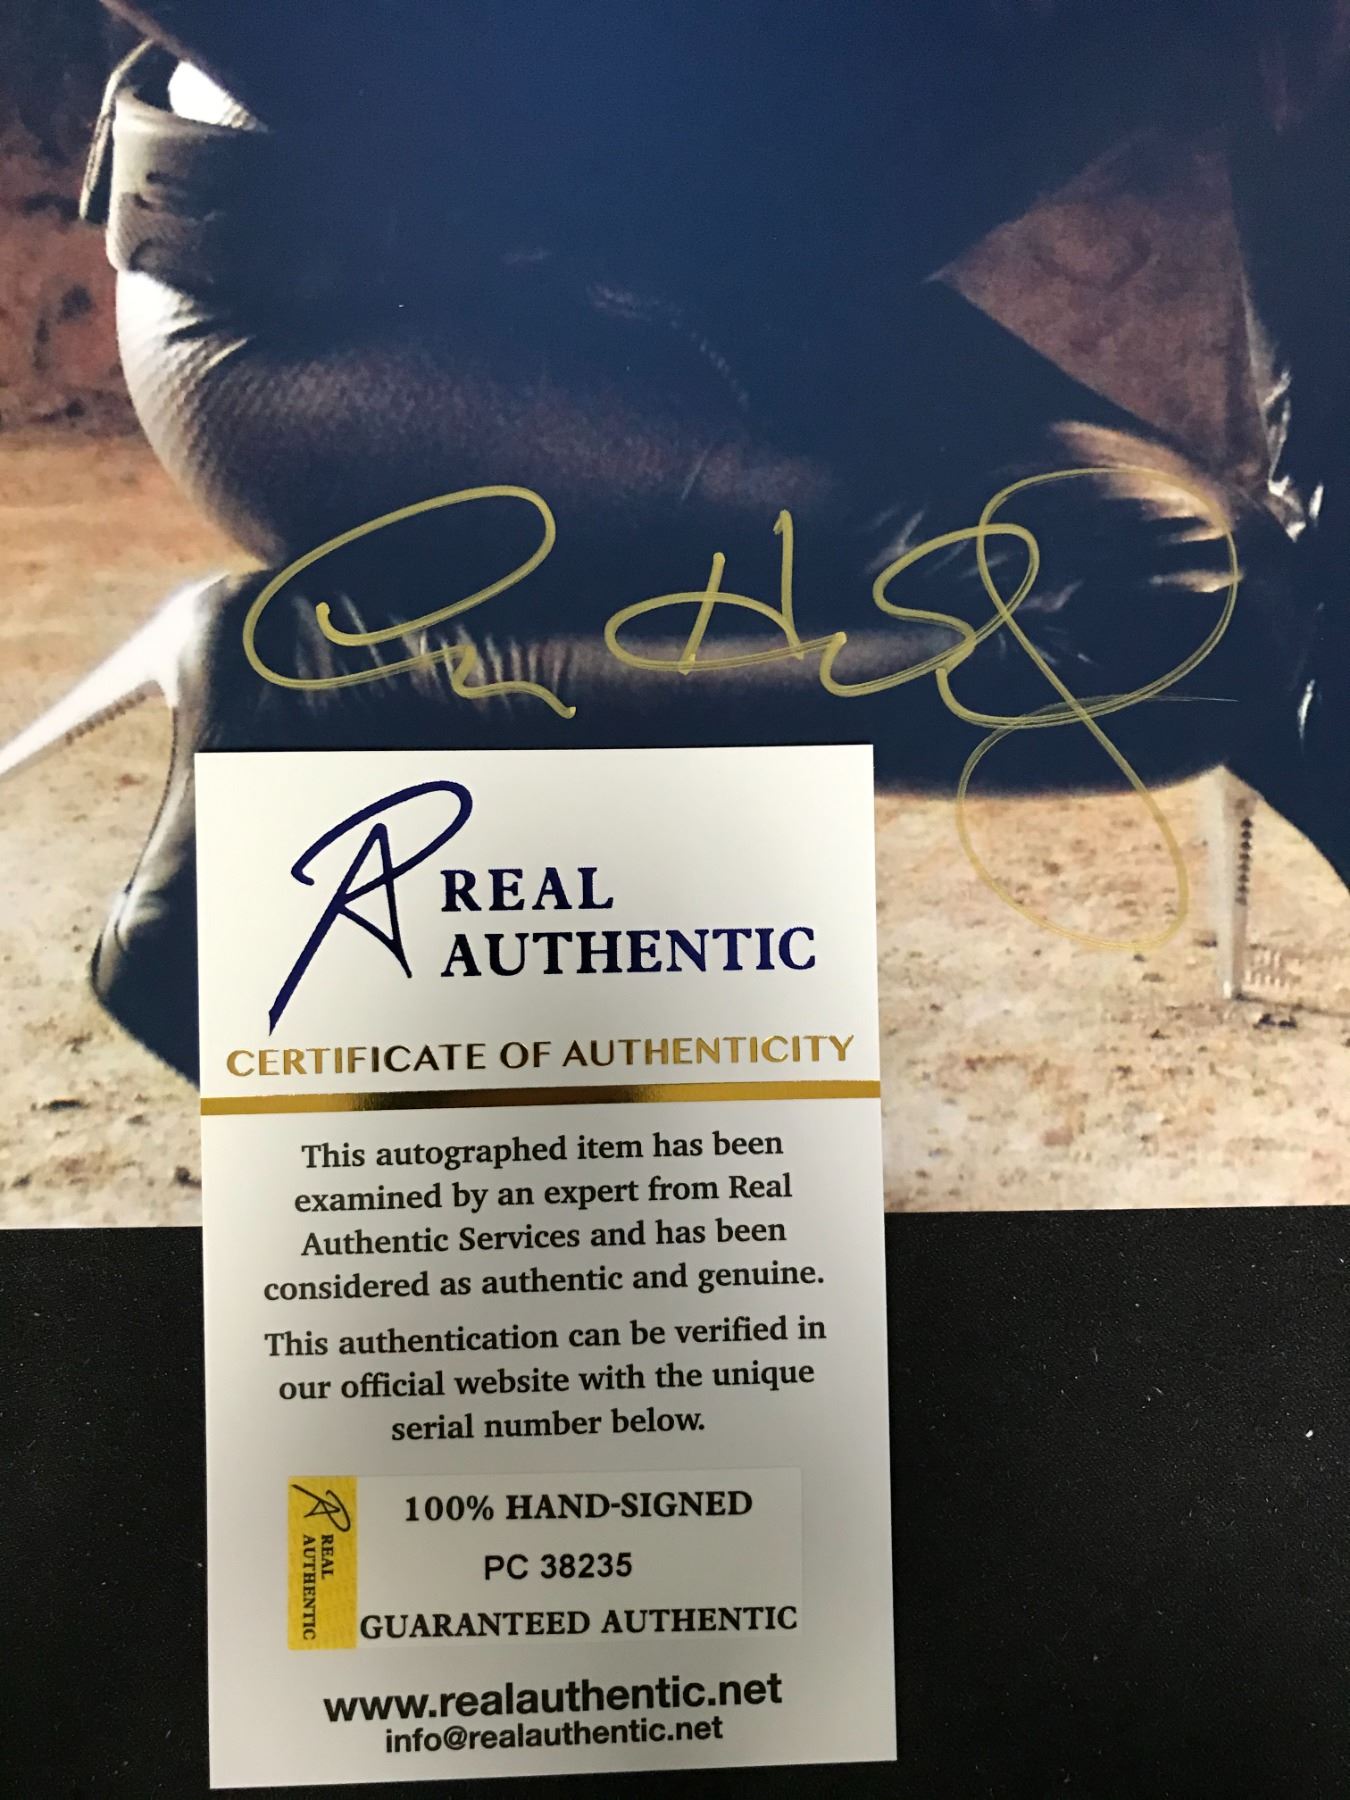 REAL
AUTHENTIC
CERTIFICATE OF AUTHENTICITY
This autographed item has been
examined by an expert from Real
Authentic Services and has been
considered as authentic and genuine.
This authentication can be verified in
our official website with the unique
serial number below.
REAL
AUTHENTIC
100% HAND-SIGNED
PC 38235
GUARANTEED AUTHENTIC
www.realauthentic.net
info@realauthentic.net